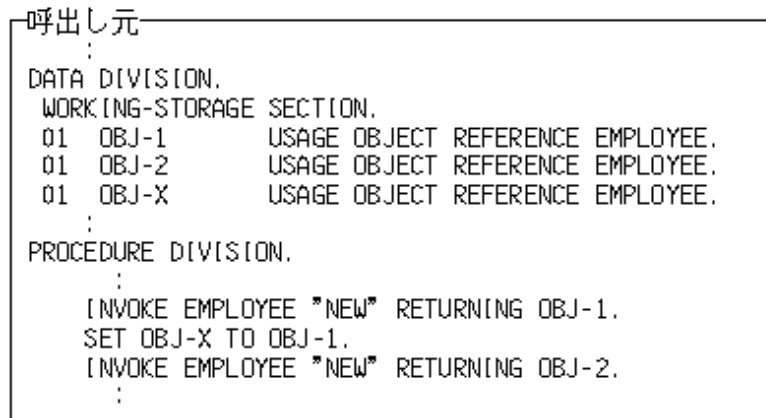 呼出し元
:
DATA DIVISION.
WORKING-STORAGE SECTION.
01 OBJ-1 USAGE OBJECT REFERENCE EMPLOYEE.
01 OBJ-2 USAGE OBJECT REFERENCE EMPLOYEE.
01 OBJ-X USAGE OBJECT REFERENCE EMPLOYEE.
:
PROCEDURE DIVISION.
:
INVOKE EMPLOYEE "NEW" RETURNING OBJ-1.
SET OBJ-X TO OBJ-1.
INVOKE EMPLOYEE "NEW" RETURNING OBJ-2.
: